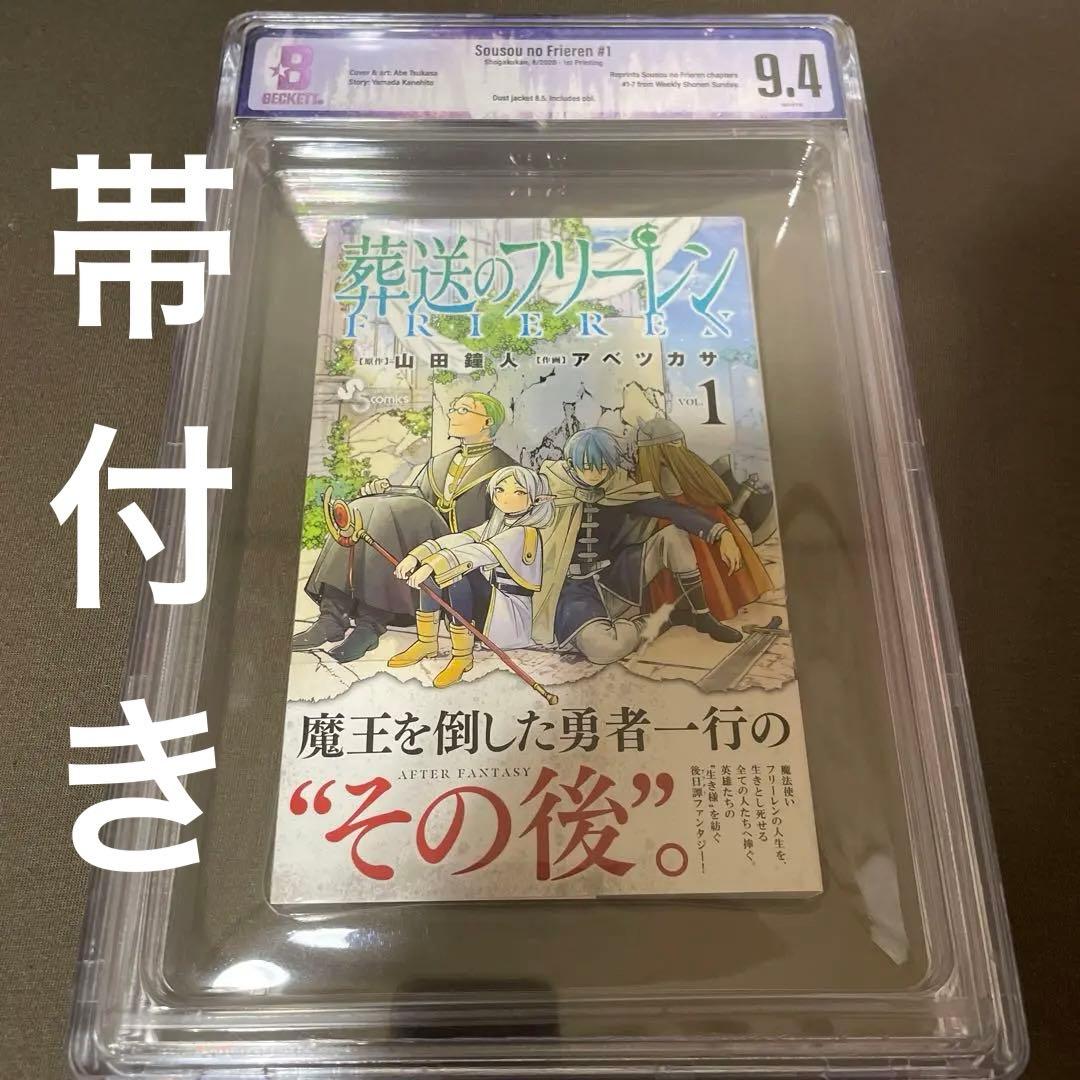 Sousou no Frieren #1
Shogakukan, 8/2020 - 1st Printing
B
BECKETT
Cover & art: Abe Tsukasa
Story: Yamada Kanehito
Reprints Sousou no Frieren chapters
#1-7 from Weekly Shonen Sunday.
Dust jacket 8.5. Includes obi.
9.4
WHITE
帯付き
葬送のフリーレン
FRIEREN
【原作】山田鐘人 【作画】アベツカサ
S comics
VOL.1
魔王を倒した勇者一行の
AFTER FANTASY
“その後”。
魔法使い
フリーレンの人生を、
生きとし死せる
全ての人たちへ捧ぐ。
英雄たちの
“生き様”を紡ぐ
後日譚ファンタジー！